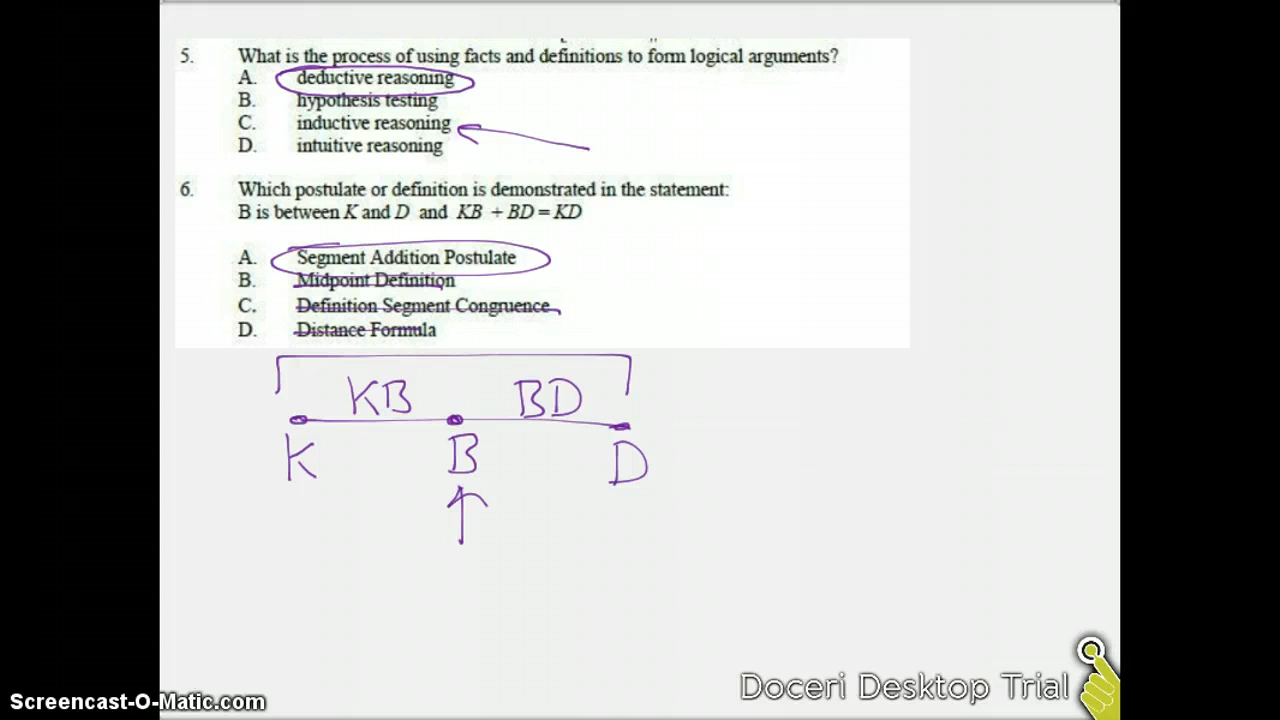 5. What is the process of using facts and definitions to form logical arguments?
A. deductive reasoning
B. hypothesis testing
C. inductive reasoning
D. intuitive reasoning
6. Which postulate or definition is demonstrated in the statement:
B is between K and D and KB + BD = KD
A. Segment Addition Postulate
B. Midpoint Definition
C. Definition Segment Congruence
D. Distance Formula
KB BD
K B D
Doceri Desktop Trial
Screencast-O-Matic.com